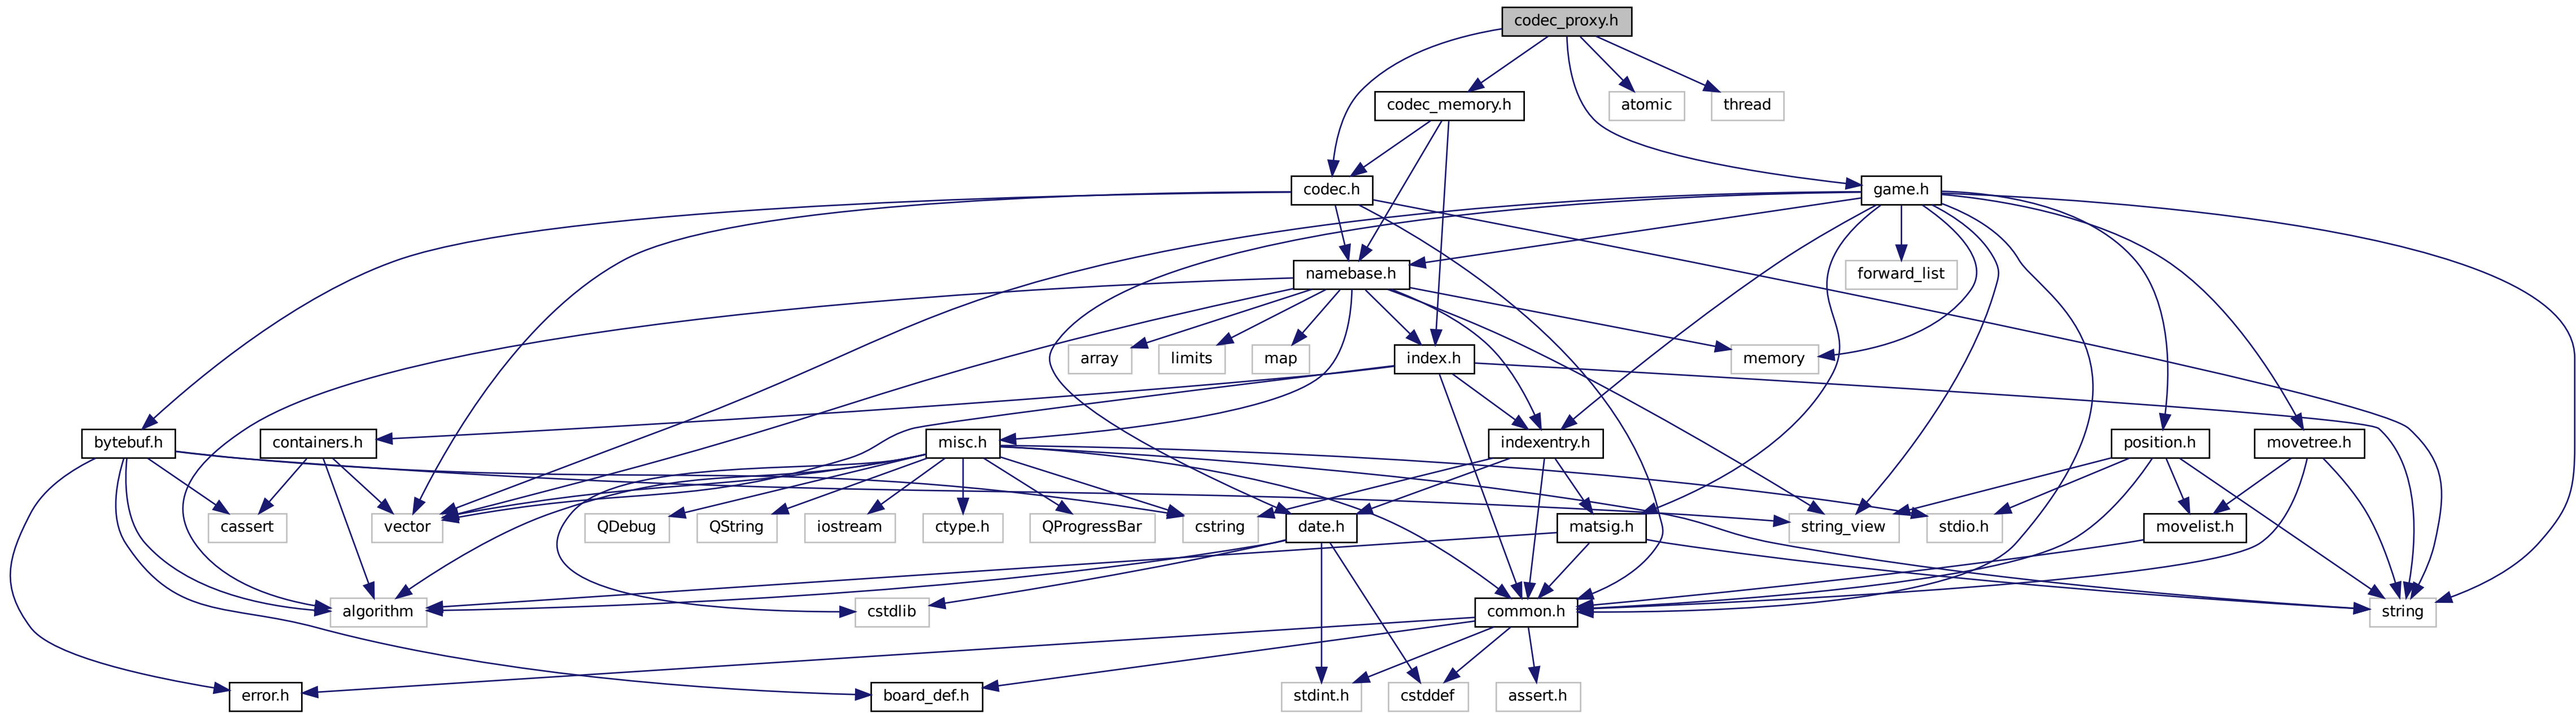 codec_proxy.h
codec_memory.h
atomic
thread
codec.h
game.h
namebase.h
forward_list
array
limits
map
index.h
memory
bytebuf.h
containers.h
misc.h
indexentry.h
position.h
movetree.h
cassert
vector
QDebug
QString
iostream
ctype.h
QProgressBar
cstring
date.h
matsig.h
string_view
stdio.h
movelist.h
algorithm
cstdlib
common.h
string
error.h
board_def.h
stdint.h
cstddef
assert.h